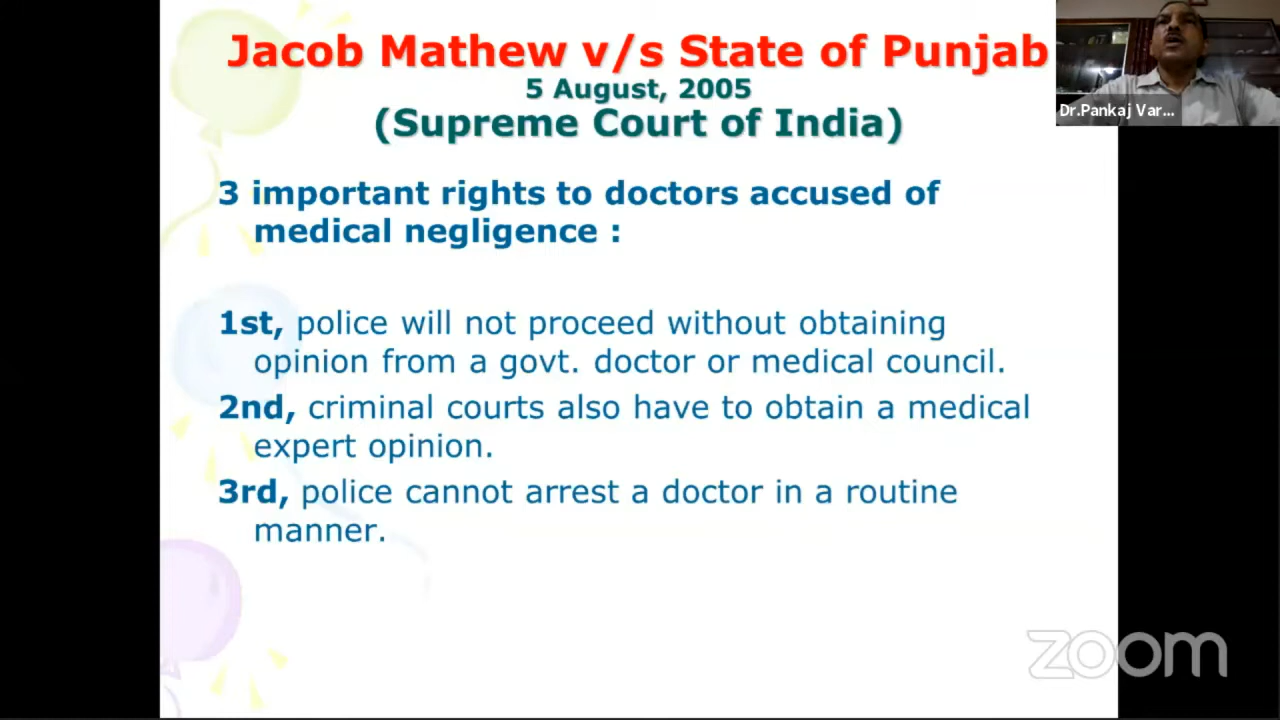 Jacob Mathew v/s State of Punjab
5 August, 2005
(Supreme Court of India)
Dr.Pankaj Var...
3 important rights to doctors accused of
medical negligence :
1st, police will not proceed without obtaining
opinion from a govt. doctor or medical council.
2nd, criminal courts also have to obtain a medical
expert opinion.
3rd, police cannot arrest a doctor in a routine
manner.
zoom